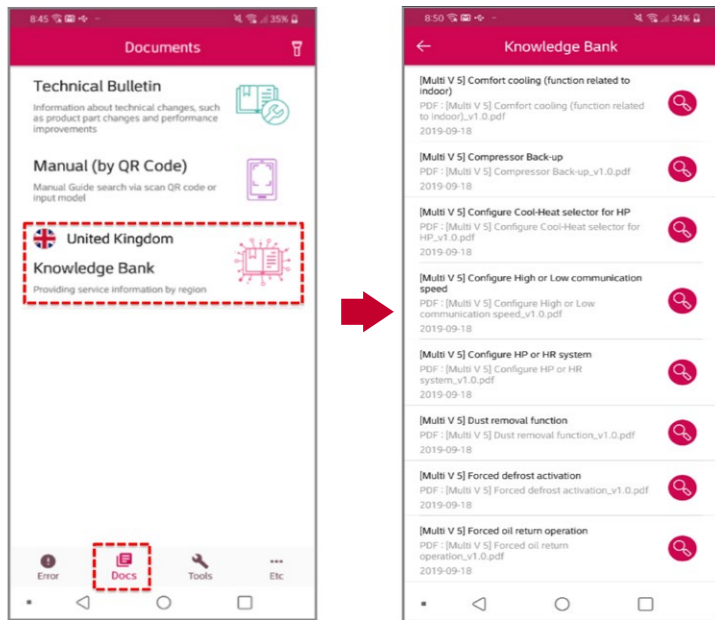 8:45
35%
Documents
Technical Bulletin
Information about technical changes, such
as product part changes and performance
improvements
Manual (by QR Code)
Manual Guide search via scan QR code or
input model
United Kingdom
Knowledge Bank
Providing service information by region
Error
Docs
Tools
Etc
8:50
34%
Knowledge Bank
[Multi V 5] Comfort cooling (function related to
indoor)
PDF : [Multi V 5] Comfort cooling (function related
to indoor)_v1.0.pdf
2019-09-18
[Multi V 5] Compressor Back-up
PDF : [Multi V 5] Compressor Back-up_v1.0.pdf
2019-09-18
[Multi V 5] Configure Cool-Heat selector for HP
PDF : [Multi V 5] Configure Cool-Heat selector for
HP_v1.0.pdf
2019-09-18
[Multi V 5] Configure High or Low communication
speed
PDF : [Multi V 5] Configure High or Low
communication speed_v1.0.pdf
2019-09-18
[Multi V 5] Configure HP or HR system
PDF : [Multi V 5] Configure HP or HR
system_v1.0.pdf
2019-09-18
[Multi V 5] Dust removal function
PDF : [Multi V 5] Dust removal function_v1.0.pdf
2019-09-18
[Multi V 5] Forced defrost activation
PDF : [Multi V 5] Forced defrost activation_v1.0.pdf
2019-09-18
[Multi V 5] Forced oil return operation
PDF : [Multi V 5] Forced oil return
operation_v1.0.pdf
2019-09-18